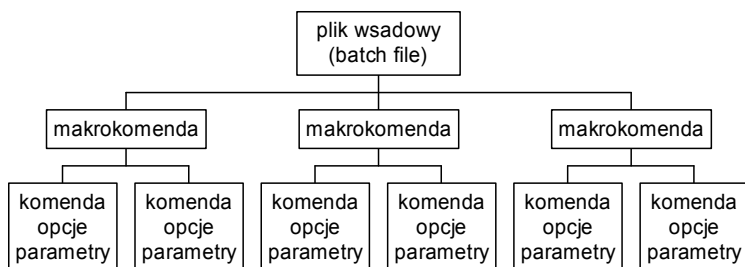 plik wsadowy
(batch file)
makrokomenda
makrokomenda
makrokomenda
komenda
opcje
parametry
komenda
opcje
parametry
komenda
opcje
parametry
komenda
opcje
parametry
komenda
opcje
parametry
komenda
opcje
parametry